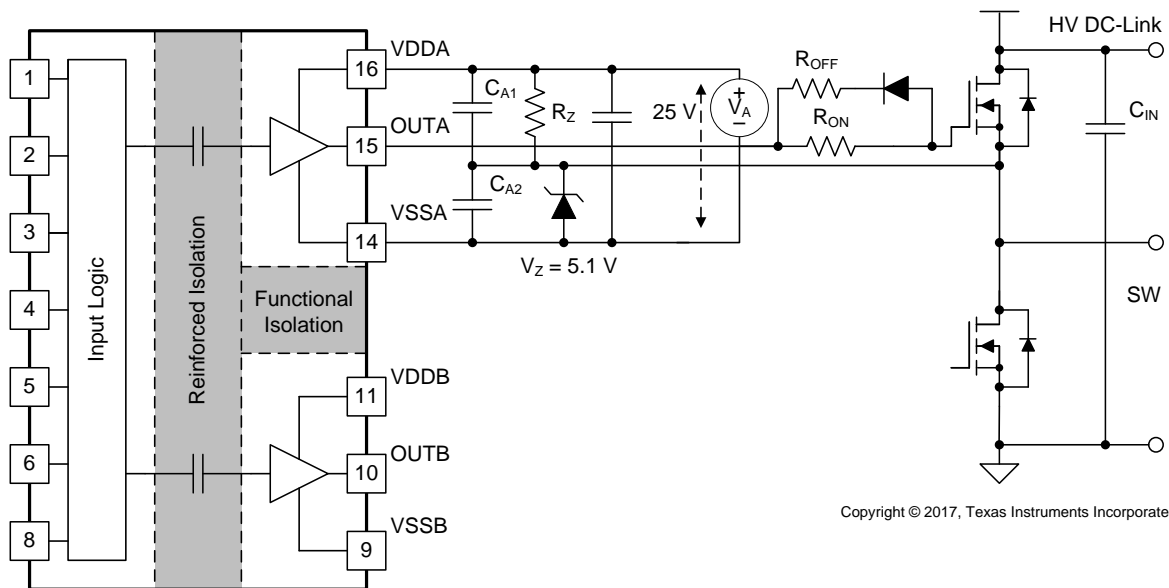 HV DC-Link
VDDA
1
16
R_OFF
C_A1
R_Z
25 V
+
V_A
−
C_IN
OUTA
R_ON
2
15
C_A2
VSSA
3
14
V_Z = 5.1 V
Input Logic
Reinforced Isolation
Functional
Isolation
SW
4
VDDB
5
11
OUTB
6
10
VSSB
8
9
Copyright © 2017, Texas Instruments Incorporate